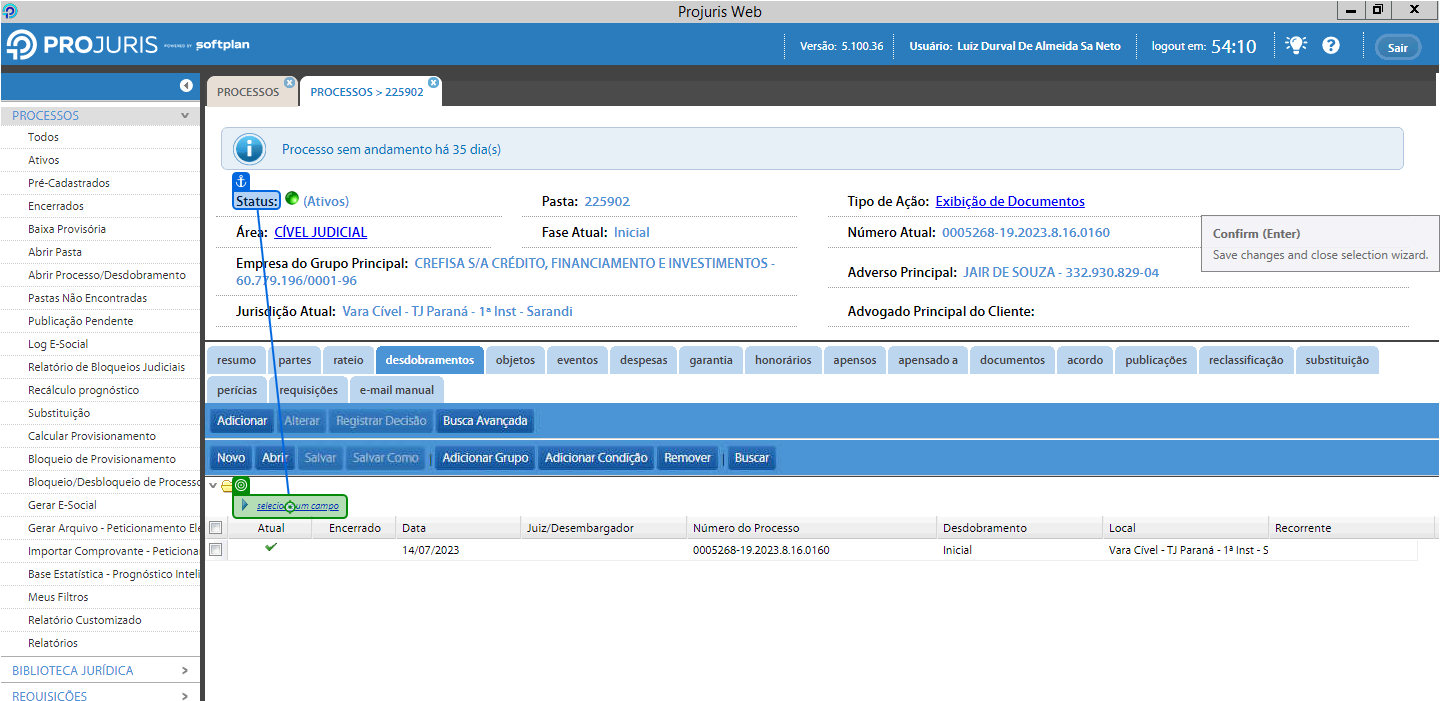 Projuris Web
PROJURIS POWERED BY softplan
Versão: 5.100.36 Usuário: Luiz Durval De Almeida Sa Neto logout em: 54:10 Sair
PROCESSOS PROCESSOS > 225902
PROCESSOS
Todos
Ativos
Pré-Cadastrados
Encerrados
Baixa Provisória
Abrir Pasta
Abrir Processo/Desdobramento
Pastas Não Encontradas
Publicação Pendente
Log E-Social
Relatório de Bloqueios Judiciais
Recálculo prognóstico
Substituição
Calcular Provisionamento
Bloqueio de Provisionamento
Bloqueio/Desbloqueio de Processo
Gerar E-Social
Gerar Arquivo - Peticionamento Ele
Importar Comprovante - Peticiona
Base Estatística - Prognóstico Inteli
Meus Filtros
Relatório Customizado
Relatórios
BIBLIOTECA JURÍDICA
REQUISIÇÕES
Processo sem andamento há 35 dia(s)
Status: (Ativos) Pasta: 225902 Tipo de Ação: Exibição de Documentos
Área: CÍVEL JUDICIAL Fase Atual: Inicial Número Atual: 0005268-19.2023.8.16.0160
Confirm (Enter)
Save changes and close selection wizard.
Empresa do Grupo Principal: CREFISA S/A CRÉDITO, FINANCIAMENTO E INVESTIMENTOS -
60.779.196/0001-96
Adverso Principal: JAIR DE SOUZA - 332.930.829-04
Jurisdição Atual: Vara Cível - TJ Paraná - 1ª Inst - Sarandi Advogado Principal do Cliente:
resumo partes rateio desdobramentos objetos eventos despesas garantia honorários apensos apensado a documentos acordo publicações reclassificação substituição
perícias requisições e-mail manual
Adicionar Alterar Registrar Decisão Busca Avançada
Novo Abrir Salvar Salvar Como | Adicionar Grupo Adicionar Condição Remover | Buscar
selecione um campo
Atual Encerrado Data Juiz/Desembargador Número do Processo Desdobramento Local Recorrente
14/07/2023 0005268-19.2023.8.16.0160 Inicial Vara Cível - TJ Paraná - 1ª Inst - S